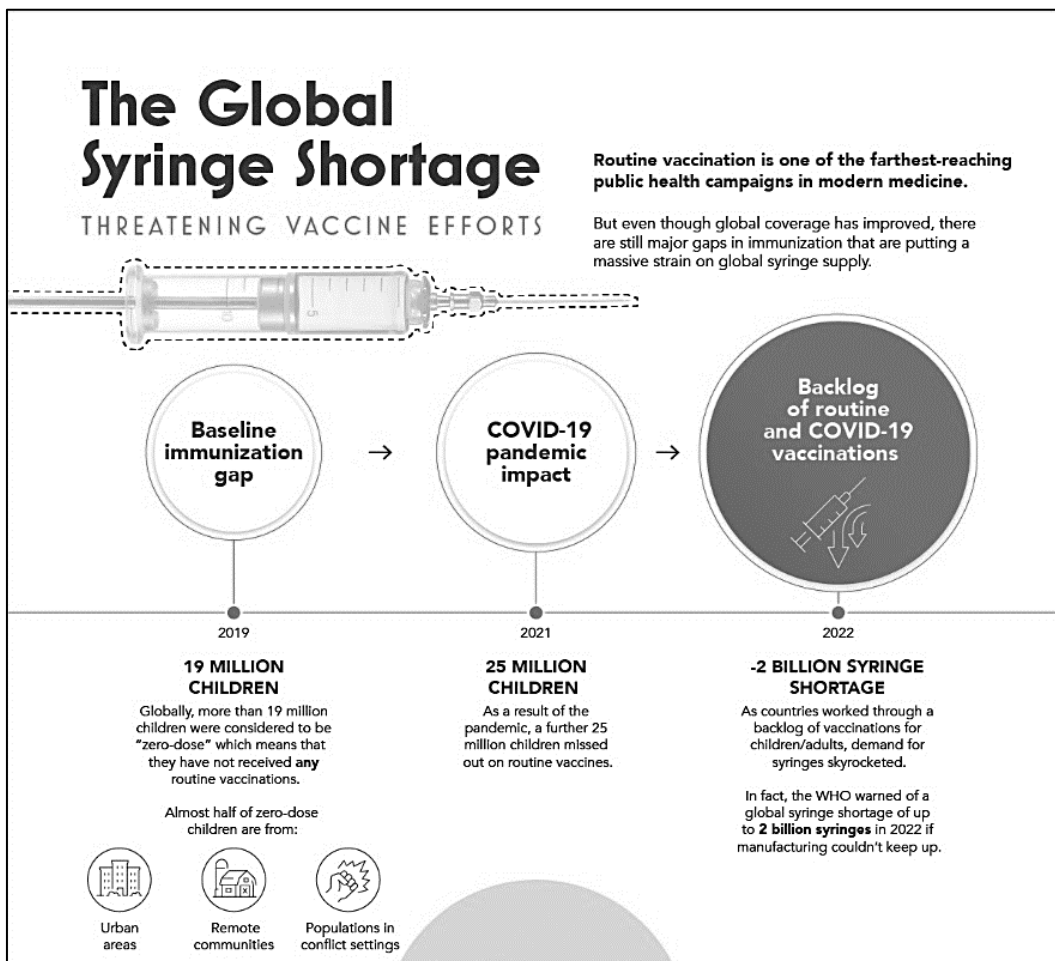 The Global
Syringe Shortage
THREATENING VACCINE EFFORTS
Routine vaccination is one of the farthest-reaching
public health campaigns in modern medicine.
But even though global coverage has improved, there
are still major gaps in immunization that are putting a
massive strain on global syringe supply.
5
10
Baseline
immunization
gap
→
COVID-19
pandemic
impact
→
Backlog
of routine
and COVID-19
vaccinations
2019
19 MILLION
CHILDREN
Globally, more than 19 million
children were considered to be
“zero-dose” which means that
they have not received any
routine vaccinations.
Almost half of zero-dose
children are from:
Urban
areas
Remote
communities
Populations in
conflict settings
2021
25 MILLION
CHILDREN
As a result of the
pandemic, a further 25
million children missed
out on routine vaccines.
2022
-2 BILLION SYRINGE
SHORTAGE
As countries worked through a
backlog of vaccinations for
children/adults, demand for
syringes skyrocketed.
In fact, the WHO warned of a
global syringe shortage of up
to 2 billion syringes in 2022 if
manufacturing couldn’t keep up.